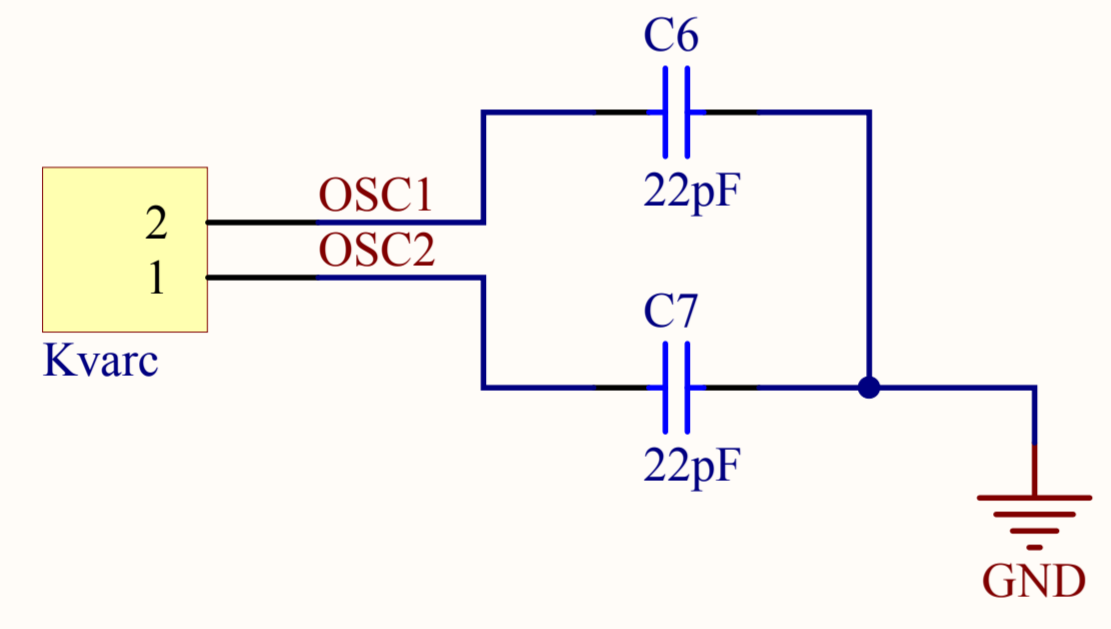 C6
22pF
2
OSC1
1
OSC2
Kvarc
C7
22pF
GND